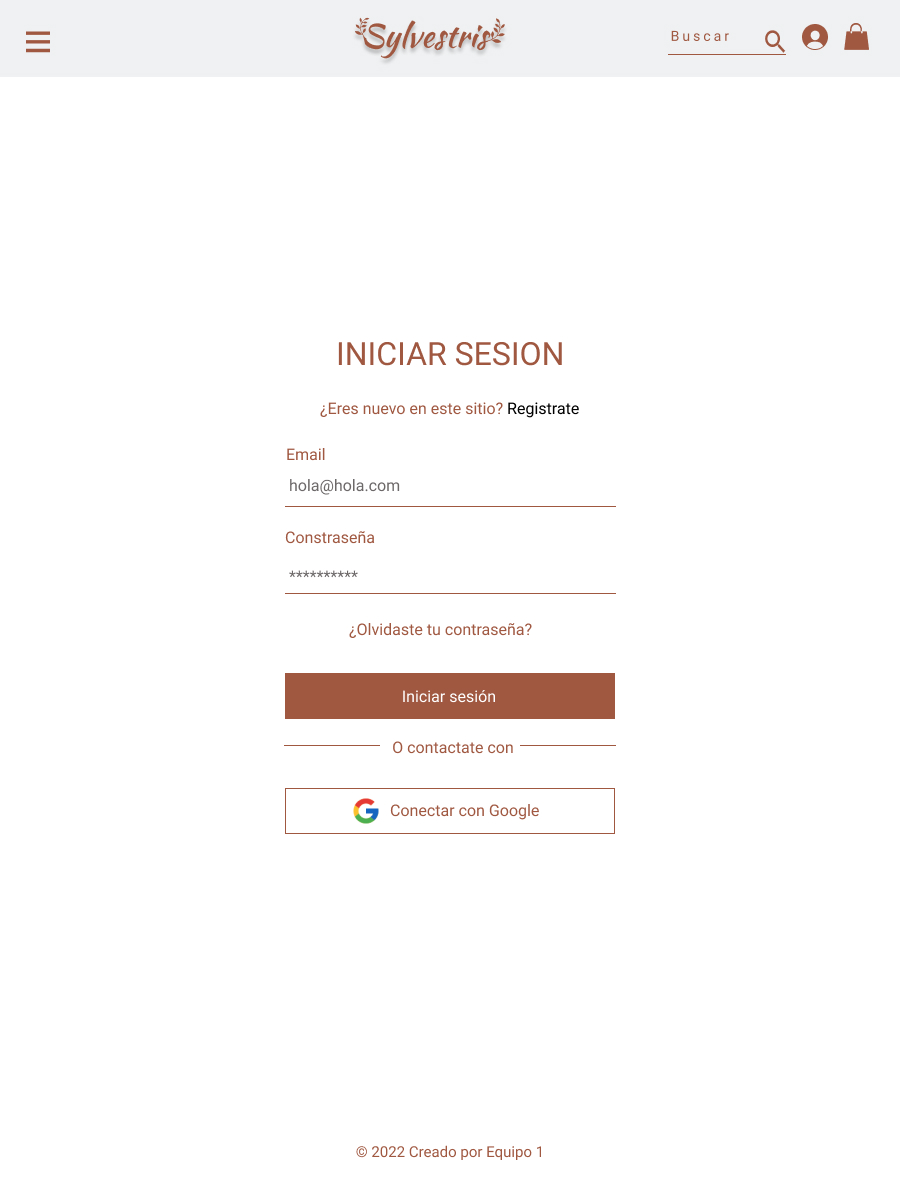 Sylvestris
Buscar
INICIAR SESION
¿Eres nuevo en este sitio? Registrate
Email
hola@hola.com
Constraseña
**********
¿Olvidaste tu contraseña?
Iniciar sesión
O contactate con
Conectar con Google
© 2022 Creado por Equipo 1